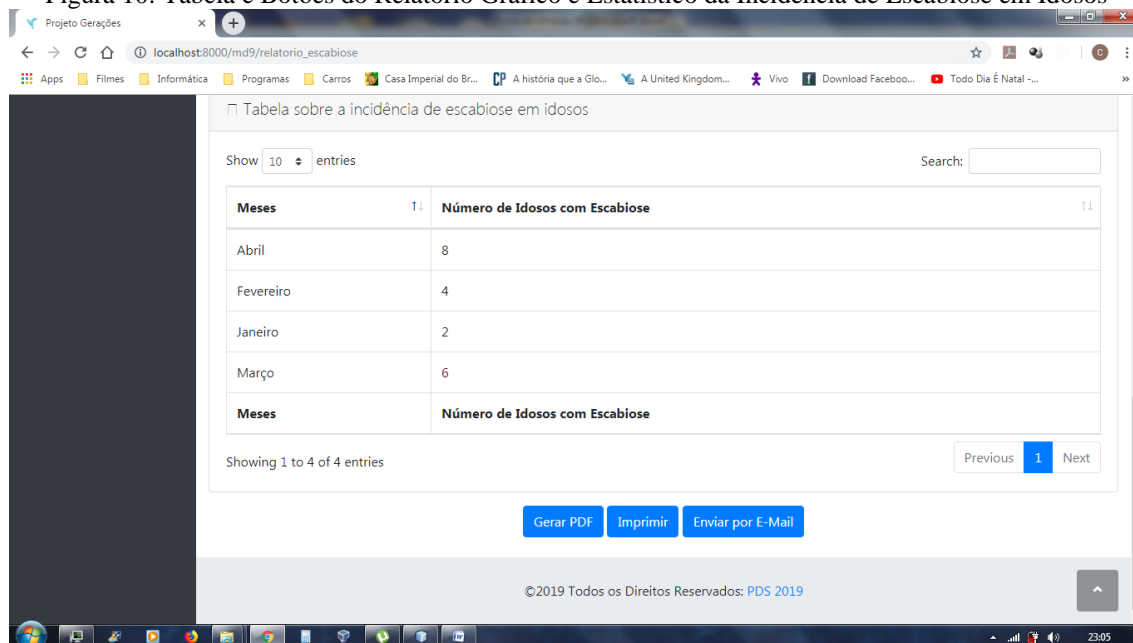 Figura 16: Tabela e Botões do Relatório Gráfico e Estatístico da Incidência de Escabiose em Idosos
Projeto Gerações
localhost:8000/md9/relatorio_escabiose
Apps Filmes Informática Programas Carros Casa Imperial do Br... A história que a Glo... A United Kingdom... Vivo Download Faceboo... Todo Dia É Natal -...
Tabela sobre a incidência de escabiose em idosos
Show 10 entries Search:
Meses Número de Idosos com Escabiose
Abril 8
Fevereiro 4
Janeiro 2
Março 6
Meses Número de Idosos com Escabiose
Showing 1 to 4 of 4 entries Previous 1 Next
Gerar PDF Imprimir Enviar por E-Mail
©2019 Todos os Direitos Reservados: PDS 2019
23:05